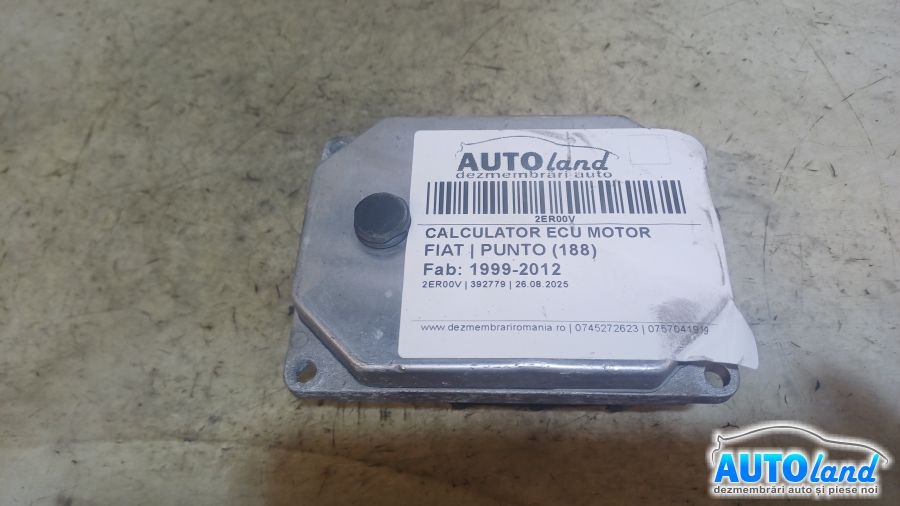 AUTOland
dezmembrări auto
2ER00V
CALCULATOR ECU MOTOR
FIAT | PUNTO (188)
Fab: 1999-2012
2ER00V | 392779 | 26.08.2025
www.dezmembrariromania.ro | 0745272623 | 0757041919
AUTOland
dezmembrări auto și piese noi